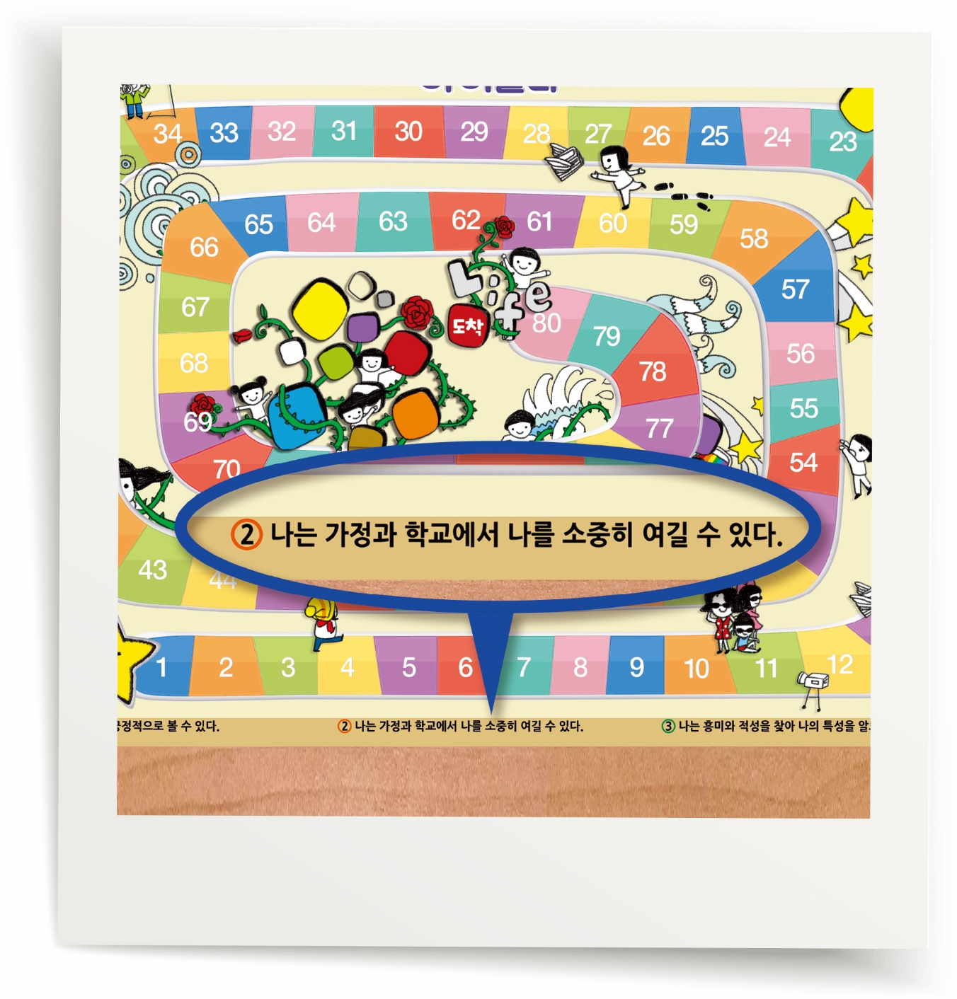 34 33 32 31 30 29 28 27 26 25 24 23
66 65 64 63 62 61 60 59 58
57
Life
67
도착 80 79
68 78 56
69 77 55
70 54
② 나는 가정과 학교에서 나를 소중히 여길 수 있다.
43 44
1 2 3 4 5 6 7 8 9 10 11 12
긍정적으로 볼 수 있다. ② 나는 가정과 학교에서 나를 소중히 여길 수 있다. ③ 나는 흥미와 적성을 찾아 나의 특성을